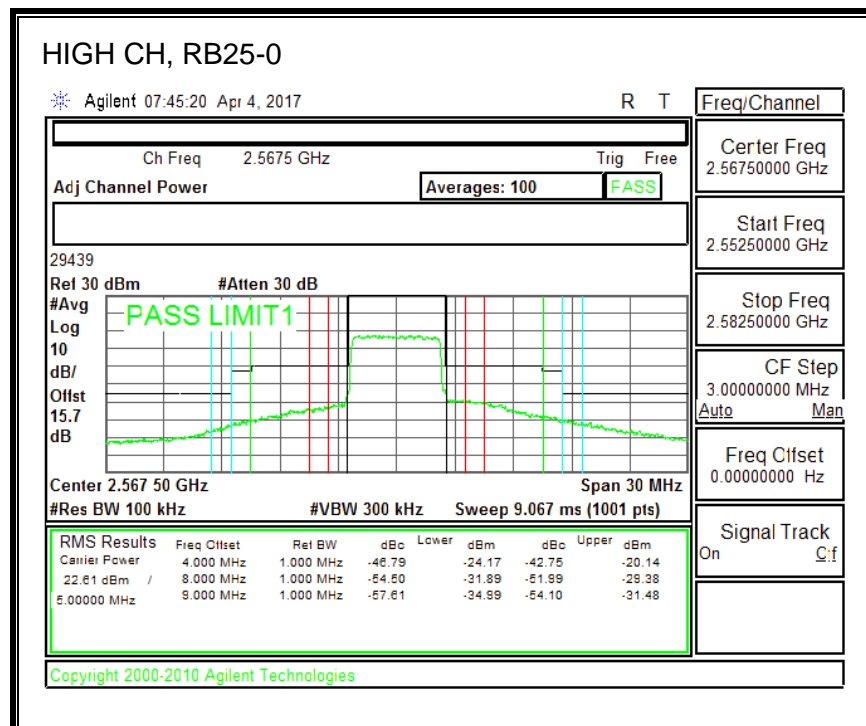 HIGH CH, RB25-0
Agilent 07:45:20 Apr 4, 2017 R T
Freq/Channel
Ch Freq 2.5675 GHz Trig Free
Adj Channel Power Averages: 100 PASS
Center Freq
2.56750000 GHz
Start Freq
2.55250000 GHz
Stop Freq
2.58250000 GHz
CF Step
3.00000000 MHz
Auto Man
Freq Offset
0.00000000 Hz
Signal Track
On Off
29439
Ref 30 dBm #Atten 30 dB
#Avg
Log
10
dB/
Offst
15.7
dB
PASS LIMIT1
Center 2.567 50 GHz Span 30 MHz
#Res BW 100 kHz #VBW 300 kHz Sweep 9.067 ms (1001 pts)
RMS Results Freq Offset Ref BW dBc Lower dBm dBc Upper dBm
Carrier Power 4.000 MHz 1.000 MHz -46.79 -24.17 -42.75 -20.14
22.61 dBm / 8.000 MHz 1.000 MHz -54.50 -31.89 -51.99 -29.38
5.00000 MHz 9.000 MHz 1.000 MHz -57.61 -34.99 -54.10 -31.48
Copyright 2000-2010 Agilent Technologies